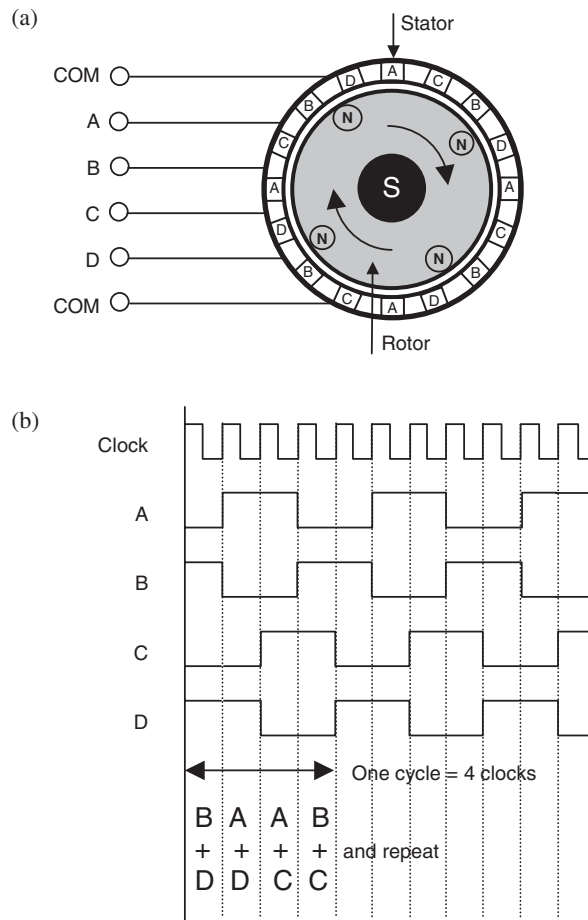 (a)
Stator
COM
A
B
C
D
COM
A
C
B
D
A
C
B
D
A
C
B
D
A
C
B
D
N
N
N
N
S
Rotor
(b)
Clock
A
B
C
D
One cycle = 4 clocks
B A A B
+ + + + and repeat
D D C C